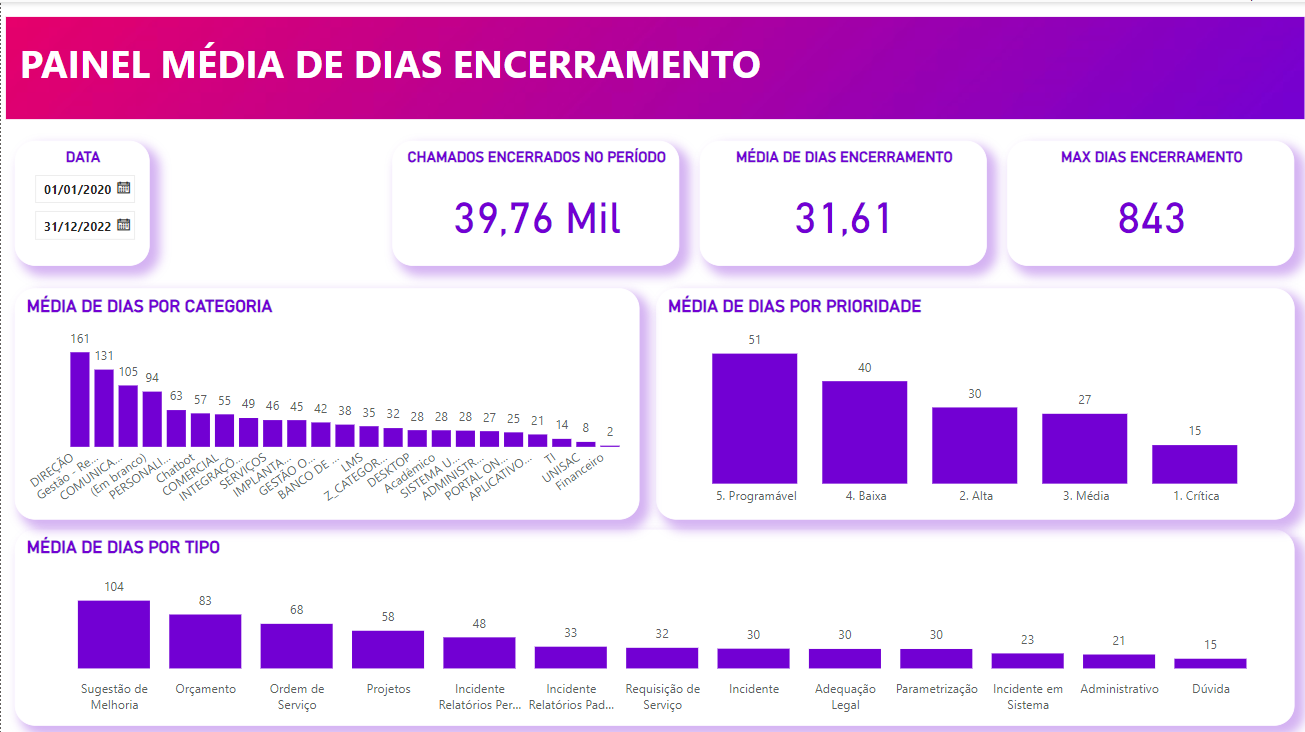 PAINEL MÉDIA DE DIAS ENCERRAMENTO
DATA
01/01/2020
31/12/2022
CHAMADOS ENCERRADOS NO PERÍODO
39,76 Mil
MÉDIA DE DIAS ENCERRAMENTO
31,61
MAX DIAS ENCERRAMENTO
843
MÉDIA DE DIAS POR CATEGORIA
161 131 105 94 63 57 55 49 46 45 42 38 35 32 28 28 28 27 25 21 14 8 2
DIREÇÃO
Gestão - Re...
COMUNICA...
(Em branco)
PERSONALI...
Chatbot
COMERCIAL
INTEGRAÇÕ...
SERVIÇOS
IMPLANTA...
GESTÃO O...
BANCO DE ...
LMS
Z_CATEGOR...
DESKTOP
Acadêmico
SISTEMA U...
ADMINISTR...
PORTAL ON...
APLICATIVO...
TI
UNISAC
Financeiro
MÉDIA DE DIAS POR PRIORIDADE
51 40 30 27 15
5. Programável 4. Baixa 2. Alta 3. Média 1. Crítica
MÉDIA DE DIAS POR TIPO
104 83 68 58 48 33 32 30 30 30 23 21 15
Sugestão de Melhoria
Orçamento
Ordem de Serviço
Projetos
Incidente Relatórios Per...
Incidente Relatórios Pad...
Requisição de Serviço
Incidente
Adequação Legal
Parametrização
Incidente em Sistema
Administrativo
Dúvida